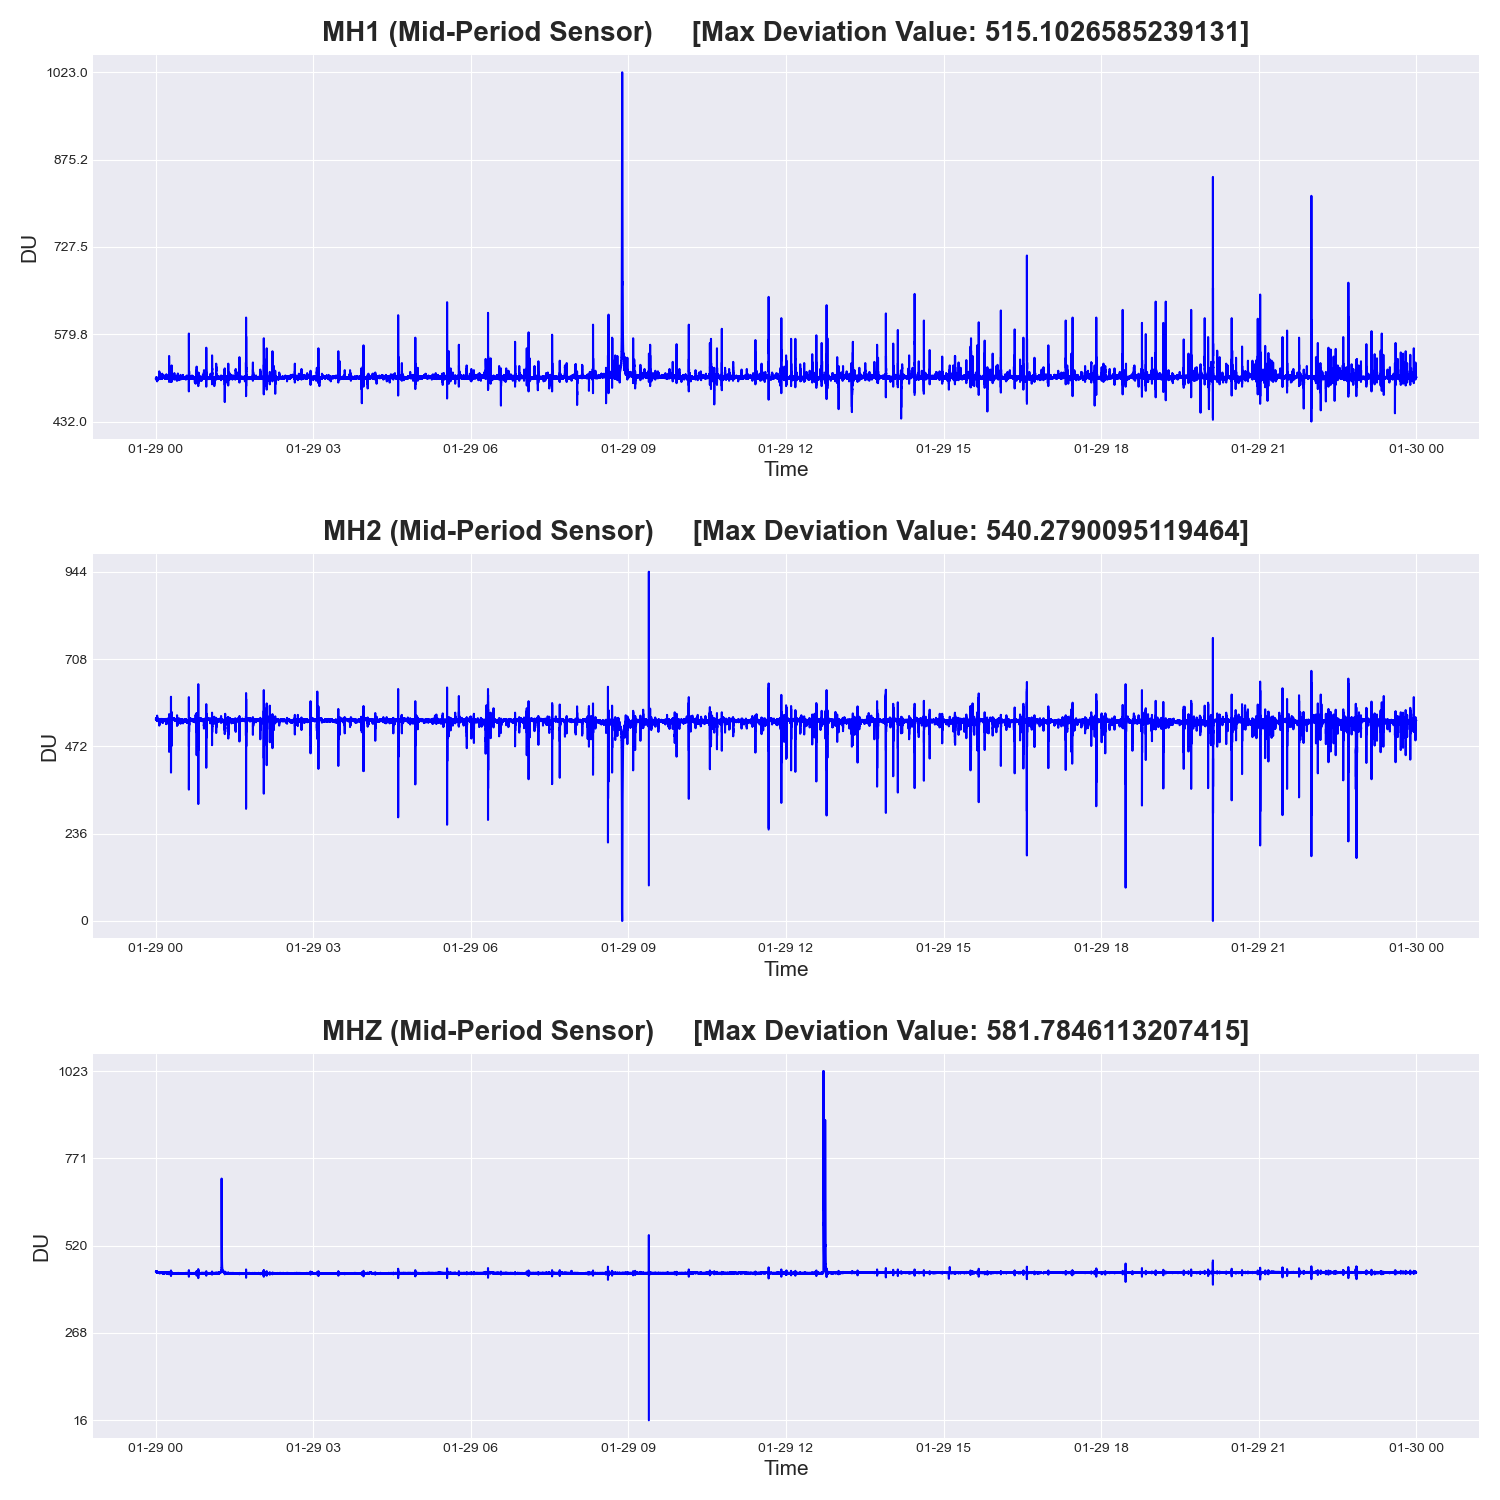 MH1 (Mid-Period Sensor) [Max Deviation Value: 515.1026585239131]
1023.0
875.2
727.5
579.8
432.0
DU
01-29 00 01-29 03 01-29 06 01-29 09 01-29 12 01-29 15 01-29 18 01-29 21 01-30 00
Time
MH2 (Mid-Period Sensor) [Max Deviation Value: 540.2790095119464]
944
708
472
236
0
DU
01-29 00 01-29 03 01-29 06 01-29 09 01-29 12 01-29 15 01-29 18 01-29 21 01-30 00
Time
MHZ (Mid-Period Sensor) [Max Deviation Value: 581.7846113207415]
1023
771
520
268
16
DU
01-29 00 01-29 03 01-29 06 01-29 09 01-29 12 01-29 15 01-29 18 01-29 21 01-30 00
Time